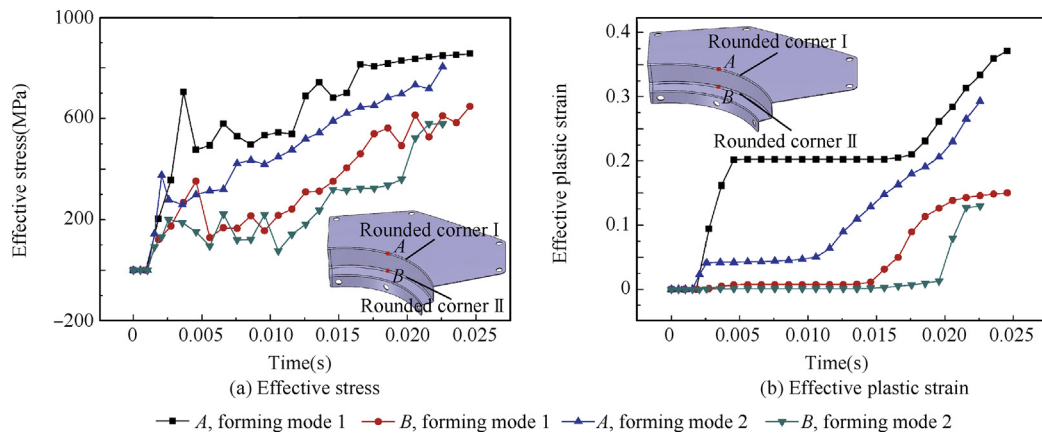 1000
600
200
−200
Effective stress(MPa)
0
0.005
0.010
0.015
0.020
0.025
Time(s)
Rounded corner I
A
B
Rounded corner II
(a) Effective stress
0.4
0.3
0.2
0.1
0
Effective plastic strain
0
0.005
0.010
0.015
0.020
0.025
Time(s)
Rounded corner I
A
B
Rounded corner II
(b) Effective plastic strain
A, forming mode 1 B, forming mode 1 A, forming mode 2 B, forming mode 2